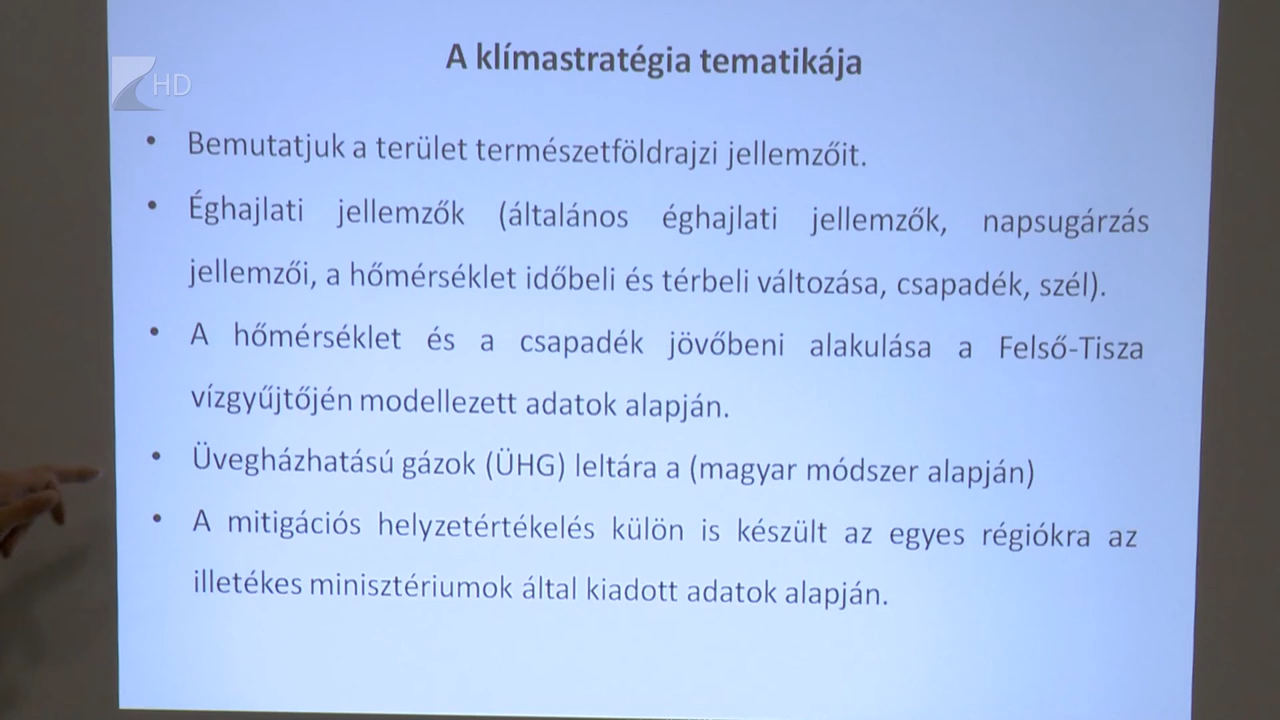 A klímastratégia tematikája
HD
• Bemutatjuk a terület természetföldrajzi jellemzőit.
• Éghajlati jellemzők (általános éghajlati jellemzők, napsugárzás
jellemzői, a hőmérséklet időbeli és térbeli változása, csapadék, szél).
• A hőmérséklet és a csapadék jövőbeni alakulása a Felső-Tisza
vízgyűjtőjén modellezett adatok alapján.
• Üvegházhatású gázok (ÜHG) leltára a (magyar módszer alapján)
• A mitigációs helyzetértékelés külön is készült az egyes régiókra az
illetékes minisztériumok által kiadott adatok alapján.